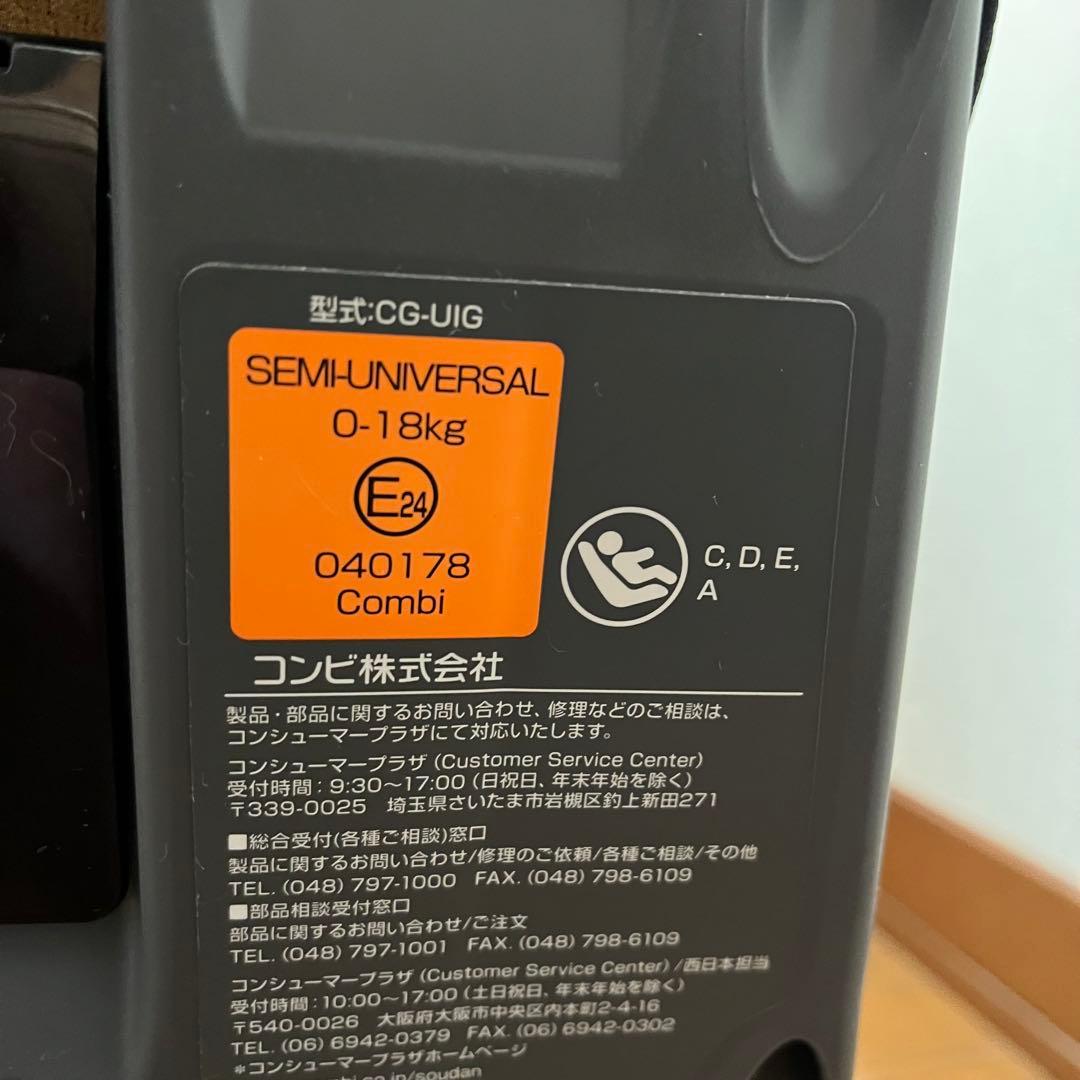 型式:CG-UIG
SEMI-UNIVERSAL
0-18kg
E24
040178
Combi
C, D, E,
A
コンビ株式会社
製品・部品に関するお問い合わせ、修理などのご相談は、
コンシューマープラザにて対応いたします。
コンシューマープラザ (Customer Service Center)
受付時間：9:30～17:00 (日祝日、年末年始を除く)
〒339-0025 埼玉県さいたま市岩槻区釣上新田271
■総合受付(各種ご相談)窓口
製品に関するお問い合わせ/修理のご依頼/各種ご相談/その他
TEL. (048) 797-1000 FAX. (048) 798-6109
■部品相談受付窓口
部品に関するお問い合わせ/ご注文
TEL. (048) 797-1001 FAX. (048) 798-6109
コンシューマープラザ (Customer Service Center) /西日本担当
受付時間：10:00～17:00 (土日祝日、年末年始を除く)
〒540-0026 大阪府大阪市中央区内本町2-4-16
TEL. (06) 6942-0379 FAX. (06) 6942-0302
*コンシューマープラザホームページ
bi.co.jp/soudan